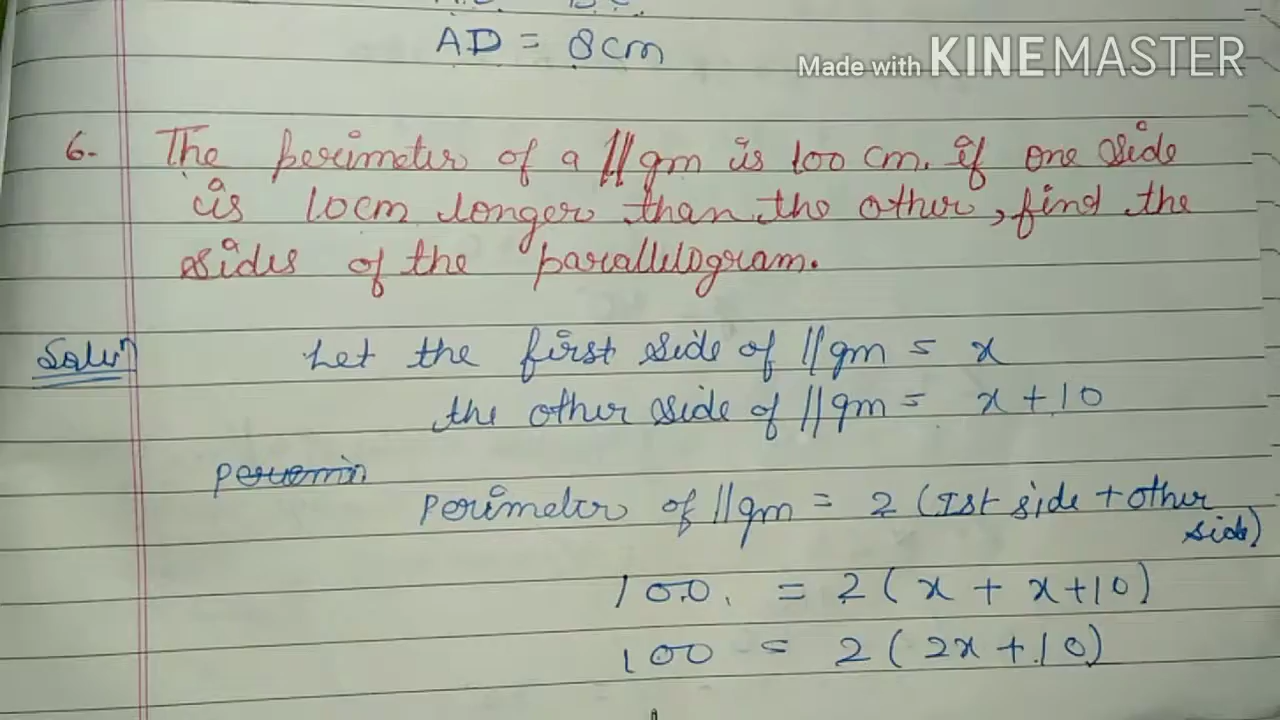 AD = 8cm
Made with KINEMASTER
6. The perimeter of a ||gm is 100 cm. if one side
is 10cm longer than the other, find the
sides of the parallelogram.
Solun Let the first side of ||gm = x
the other side of ||gm = x + 10
Perimeter of ||gm = 2 (Ist side + other
side)
100. = 2 ( x + x+10)
100 = 2 ( 2x + 10)